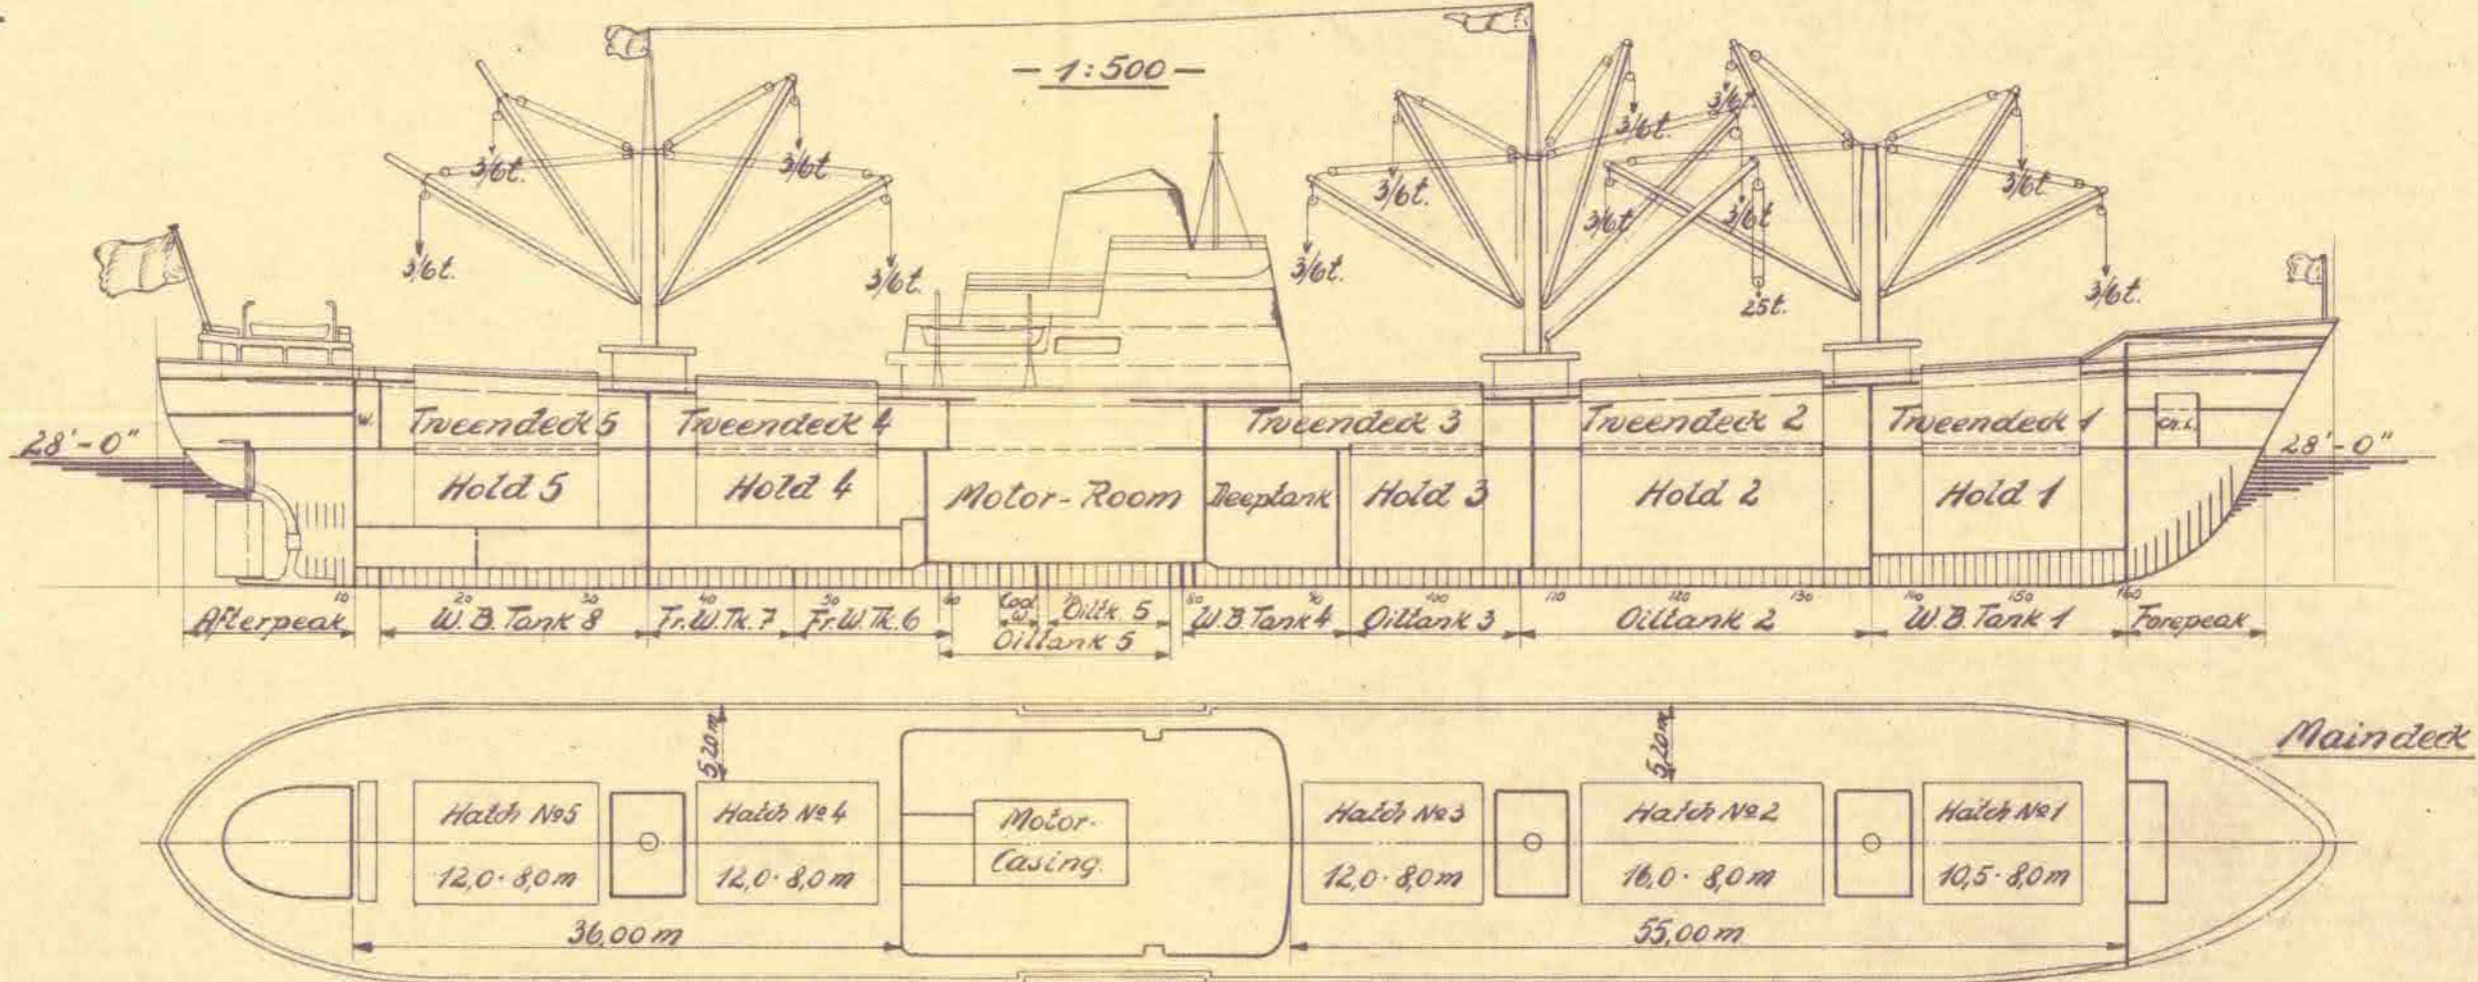 - 1:500 -
3/6t. 3/6t 3/6t 3/6t. 3/6t. 3/6t
3/6t. 3/6t. 3/6t 3/6t 3/6t. 25t. 3/6t.
W. Tweendeck 5 Tweendeck 4 Tweendeck 3 Tweendeck 2 Tweendeck 1 Ch.L.
28'-0" 28'-0"
Hold 5 Hold 4 Motor-Room Deeptank Hold 3 Hold 2 Hold 1
10 20 30 40 50 60 70 80 90 100 110 120 130 140 150 160
Afterpeak W.B.Tank 8 Fr.W.Tk.7 Fr.W.Tk.6 Cool W. Oiltk. 5 W.B.Tank 4 Oiltank 3 Oiltank 2 W.B.Tank 1 Forepeak
Oiltank 5
5,20m 5,20m
Maindeck
Hatch №5 Hatch №4 Motor- Hatch №3 Hatch №2 Hatch №1
12,0·8,0m 12,0·8,0m Casing. 12,0·8,0m 16,0·8,0m 10,5·8,0m
36,00m 55,00m